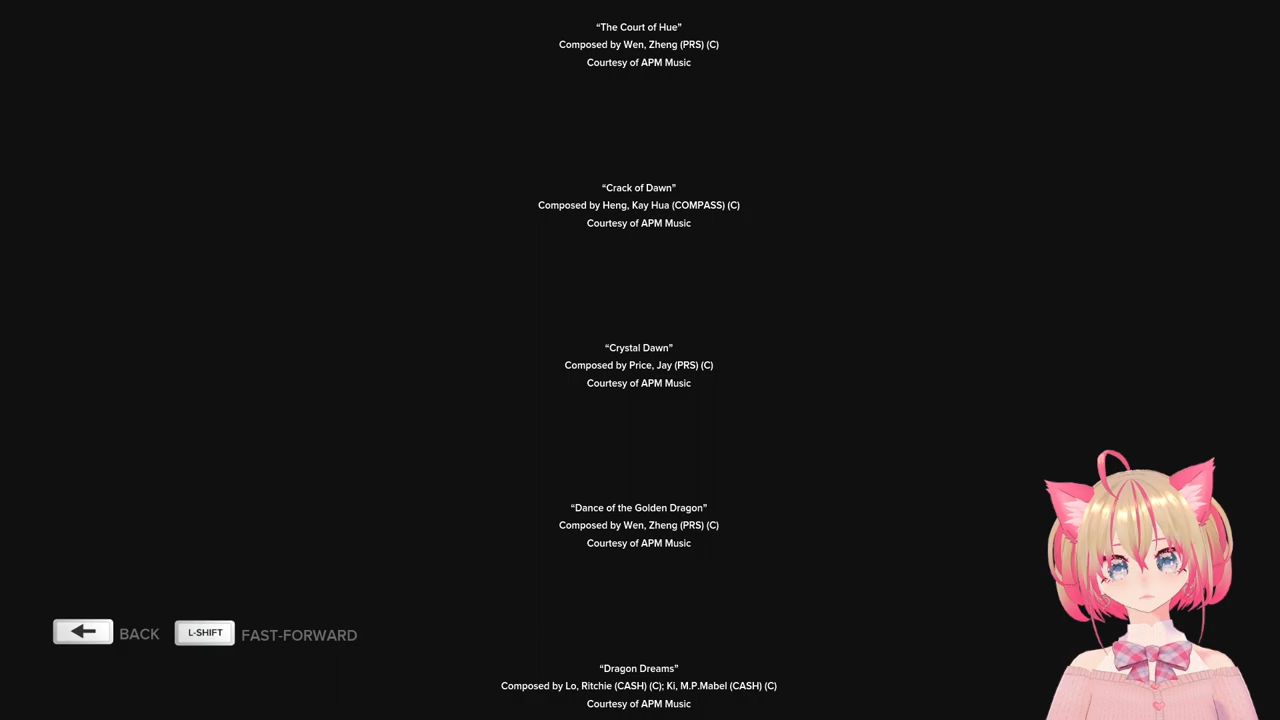 “The Court of Hue”
Composed by Wen, Zheng (PRS) (C)
Courtesy of APM Music
“Crack of Dawn”
Composed by Heng, Kay Hua (COMPASS) (C)
Courtesy of APM Music
“Crystal Dawn”
Composed by Price, Jay (PRS) (C)
Courtesy of APM Music
“Dance of the Golden Dragon”
Composed by Wen, Zheng (PRS) (C)
Courtesy of APM Music
BACK
L-SHIFT FAST-FORWARD
“Dragon Dreams”
Composed by Lo, Ritchie (CASH) (C); Ki, M.P.Mabel (CASH) (C)
Courtesy of APM Music